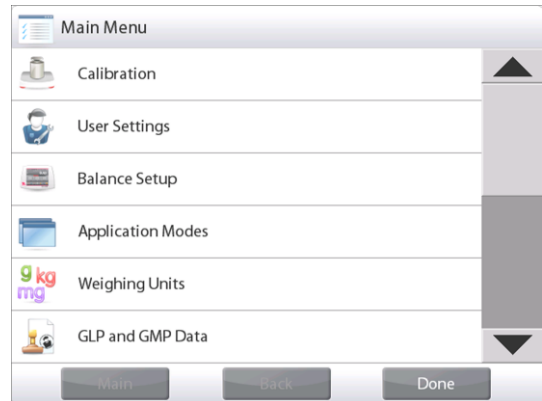 Main Menu
Calibration
User Settings
Balance Setup
Application Modes
g kg
mg
Weighing Units
GLP and GMP Data
Main Back Done